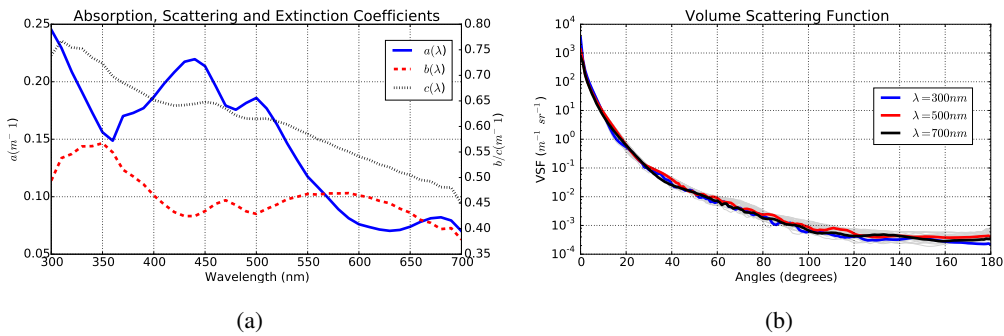 Absorption, Scattering and Extinction Coefficients
0.25
0.20
0.15
0.10
0.05
a(m⁻ 1)
0.80
0.75
0.70
0.65
0.60
0.55
0.50
0.45
0.40
0.35
b/c(m⁻ 1)
a(λ)
b(λ)
c(λ)
300 350 400 450 500 550 600 650 700
Wavelength (nm)
(a)
Volume Scattering Function
10⁴
10³
10²
10¹
10⁰
10⁻¹
10⁻²
10⁻³
10⁻⁴
VSF (m⁻¹ sr⁻¹)
λ=300nm
λ=500nm
λ=700nm
0 20 40 60 80 100 120 140 160 180
Angles (degrees)
(b)